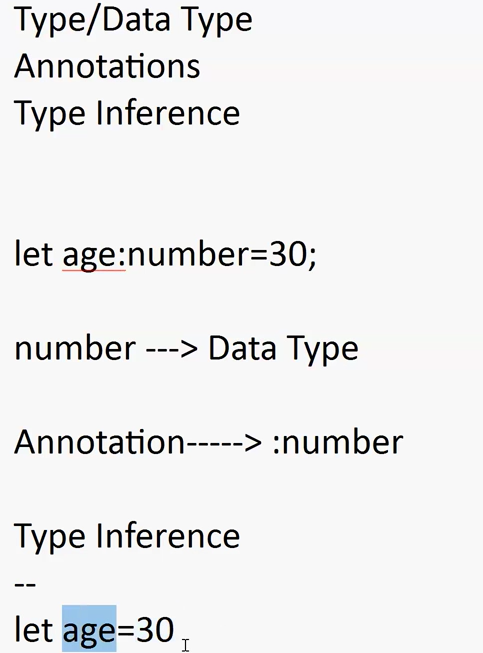 Type/Data Type
Annotations
Type Inference
let age:number=30;
number ---> Data Type
Annotation-----> :number
Type Inference
--
let age=30